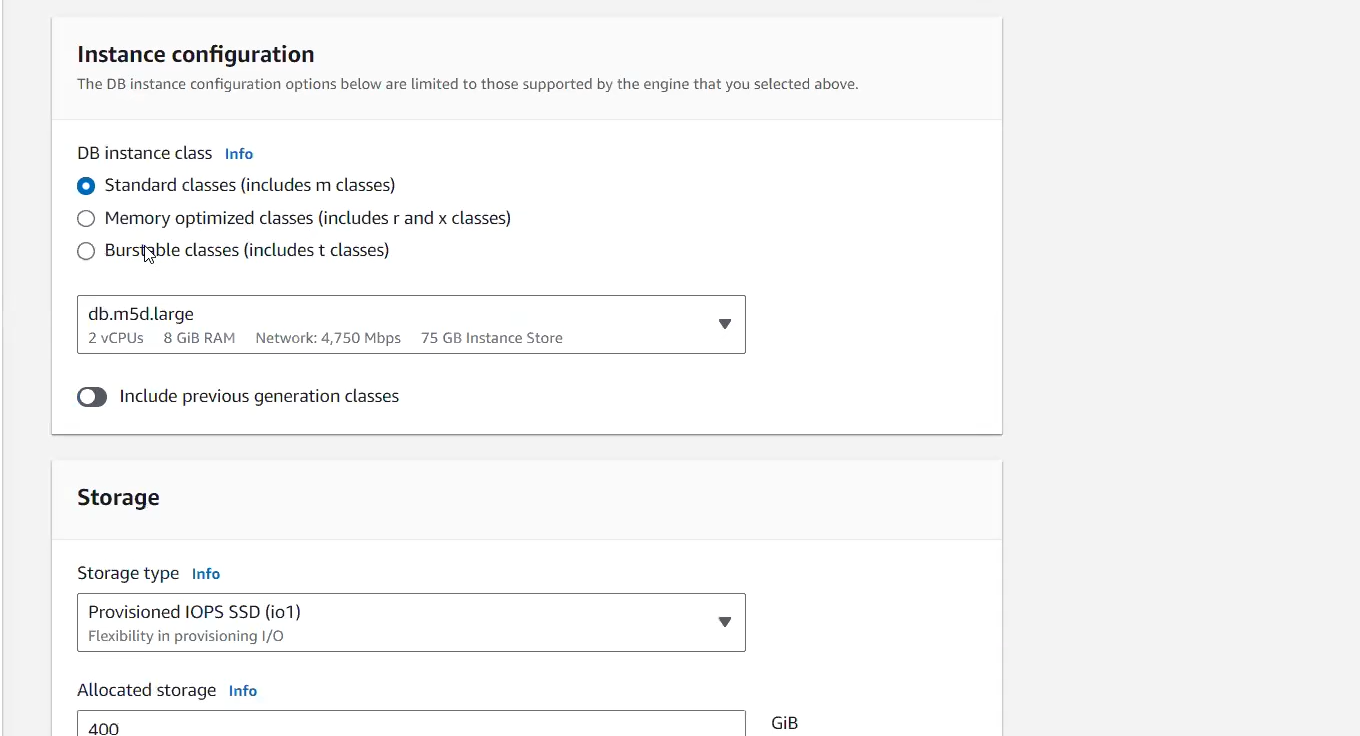 Instance configuration
The DB instance configuration options below are limited to those supported by the engine that you selected above.
DB instance class Info
Standard classes (includes m classes)
Memory optimized classes (includes r and x classes)
Burstable classes (includes t classes)
db.m5d.large
2 vCPUs 8 GiB RAM Network: 4,750 Mbps 75 GB Instance Store
Include previous generation classes
Storage
Storage type Info
Provisioned IOPS SSD (io1)
Flexibility in provisioning I/O
Allocated storage Info
400 GiB